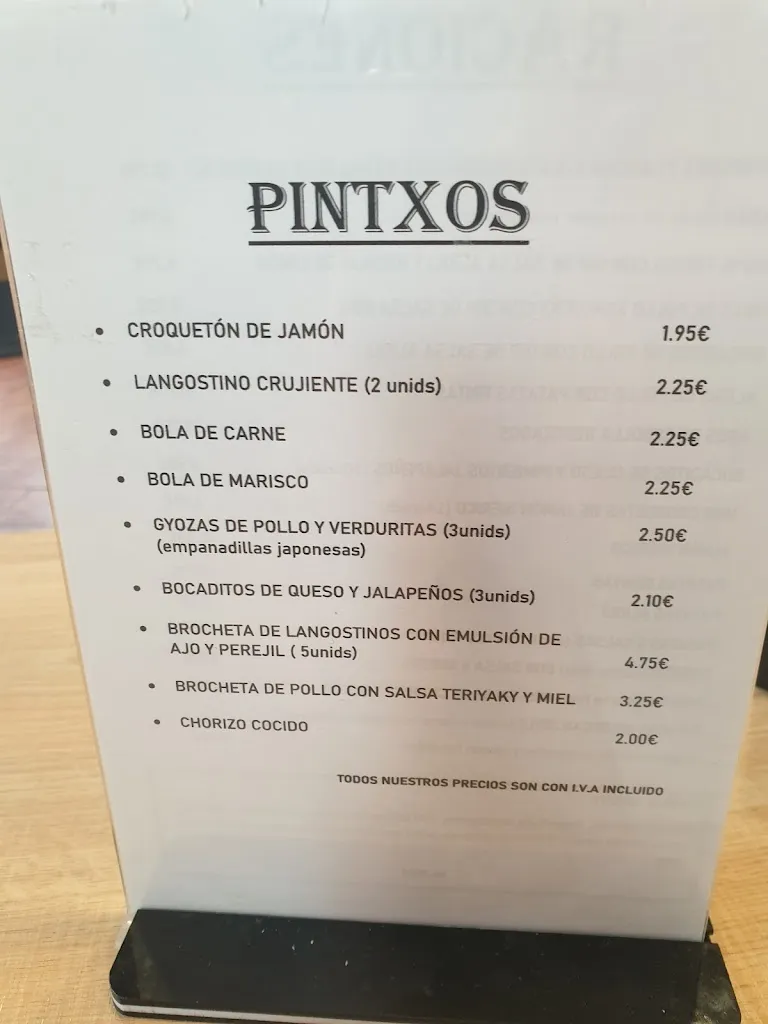 PINTXOS
• CROQUETÓN DE JAMÓN 1.95€
• LANGOSTINO CRUJIENTE (2 unids) 2.25€
• BOLA DE CARNE 2.25€
• BOLA DE MARISCO 2.25€
• GYOZAS DE POLLO Y VERDURITAS (3unids) 2.50€
(empanadillas japonesas)
• BOCADITOS DE QUESO Y JALAPEÑOS (3unids) 2.10€
• BROCHETA DE LANGOSTINOS CON EMULSIÓN DE
AJO Y PEREJIL ( 5unids) 4.75€
• BROCHETA DE POLLO CON SALSA TERIYAKY Y MIEL 3.25€
• CHORIZO COCIDO 2.00€
TODOS NUESTROS PRECIOS SON CON I.V.A INCLUIDO